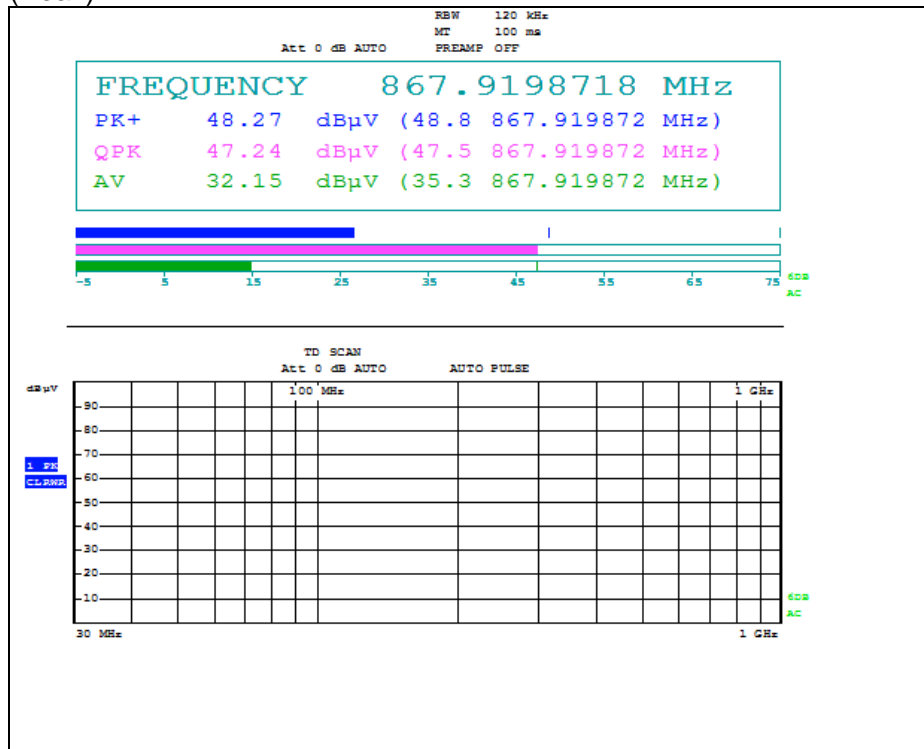 RBW 120 kHz
MT 100 ms
Att 0 dB AUTO PREAMP OFF
FREQUENCY 867.9198718 MHz
PK+ 48.27 dBµV (48.8 867.919872 MHz)
QPK 47.24 dBµV (47.5 867.919872 MHz)
AV 32.15 dBµV (35.3 867.919872 MHz)
-5 5 15 25 35 45 55 65 75
6DB
AC
TD SCAN
Att 0 dB AUTO AUTO PULSE
dBµV
100 MHz 1 GHz
90
80
70
1 PK
CLRWR
60
50
40
30
20
10
6DB
AC
30 MHz 1 GHz